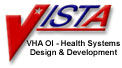 VISTA
VHA OI - Health Systems
Design & Development